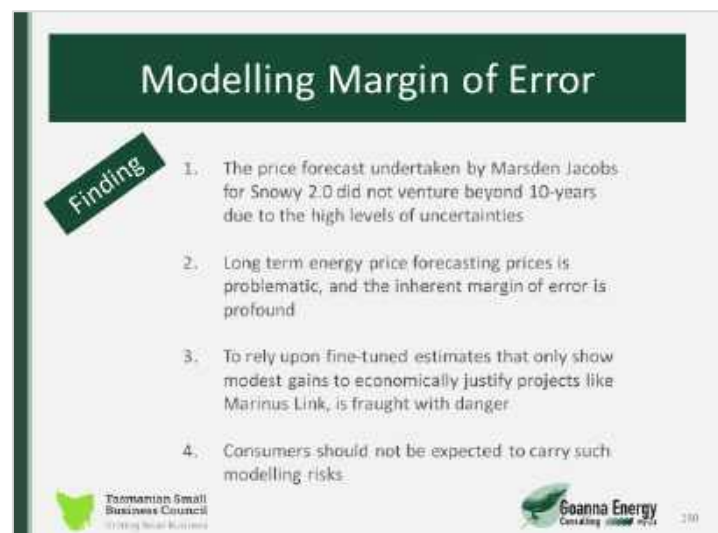 Modelling Margin of Error
Finding
1. The price forecast undertaken by Marsden Jacobs
for Snowy 2.0 did not venture beyond 10-years
due to the high levels of uncertainties
2. Long term energy price forecasting prices is
problematic, and the inherent margin of error is
profound
3. To rely upon fine-tuned estimates that only show
modest gains to economically justify projects like
Marinus Link, is fraught with danger
4. Consumers should not be expected to carry such
modelling risks
Tasmanian Small
Business Council
Small Business
Goanna Energy
Consulting